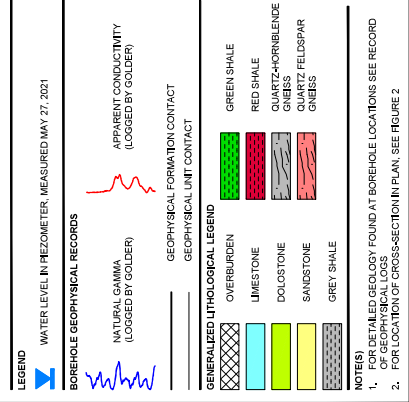 LEGEND
WATER LEVEL IN PIEZOMETER, MEASURED MAY 27, 2021
BOREHOLE GEOPHYSICAL RECORDS
NATURAL GAMMA
(LOGGED BY GOLDER)
APPARENT CONDUCTIVITY
(LOGGED BY GOLDER)
GEOPHYSICAL FORMATION CONTACT
GEOPHYSICAL UNIT CONTACT
GENERALIZED LITHOLOGICAL LEGEND
OVERBURDEN
LIMESTONE
DOLOSTONE
SANDSTONE
GREY SHALE
GREEN SHALE
RED SHALE
QUARTZ-HORNBLENDE
GNEISS
QUARTZ FELDSPAR
GNEISS
NOTE(S)
1. FOR DETAILED GEOLOGY FOUND AT BOREHOLE LOCATIONS SEE RECORD
OF GEOPHYSICAL LOGS
2. FOR LOCATION OF CROSS-SECTION IN PLAN, SEE FIGURE 2